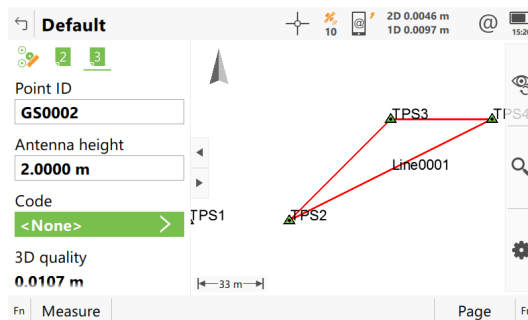 Default
10
2D 0.0046 m
1D 0.0097 m
@
@
15:20
2
3
Point ID
GS0002
Antenna height
2.0000 m
Code
<None>
3D quality
0.0107 m
TPS3
TPS4
Line0001
TPS1
TPS2
33 m
Fn
Measure
Page